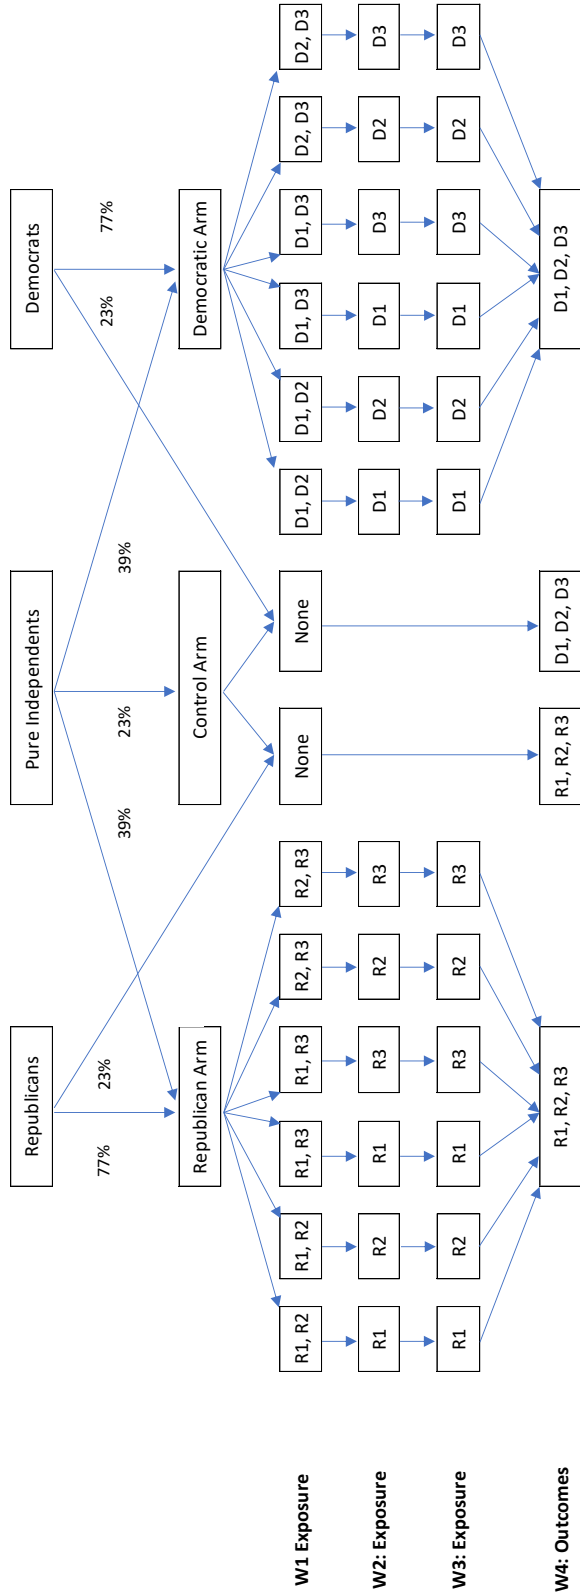 Republicans
Pure Independents
Democrats
77%
23%
39%
23%
39%
23%
77%
Republican Arm
Control Arm
Democratic Arm
W1 Exposure
R1, R2
R1, R2
R1, R3
R1, R3
R2, R3
R2, R3
None
None
D1, D2
D1, D2
D1, D3
D1, D3
D2, D3
D2, D3
W2: Exposure
R1
R2
R1
R3
R2
R3
D1
D2
D1
D3
D2
D3
W3: Exposure
R1
R2
R1
R3
R2
R3
D1
D2
D1
D3
D2
D3
W4: Outcomes
R1, R2, R3
R1, R2, R3
D1, D2, D3
D1, D2, D3